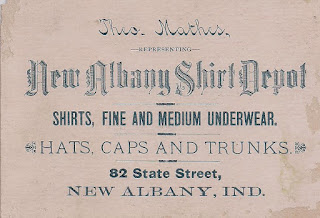 Theo. Mathes,
REPRESENTING
New Albany Shirt Depot
SHIRTS, FINE AND MEDIUM UNDERWEAR.
HATS, CAPS AND TRUNKS.
82 State Street,
NEW ALBANY, IND.